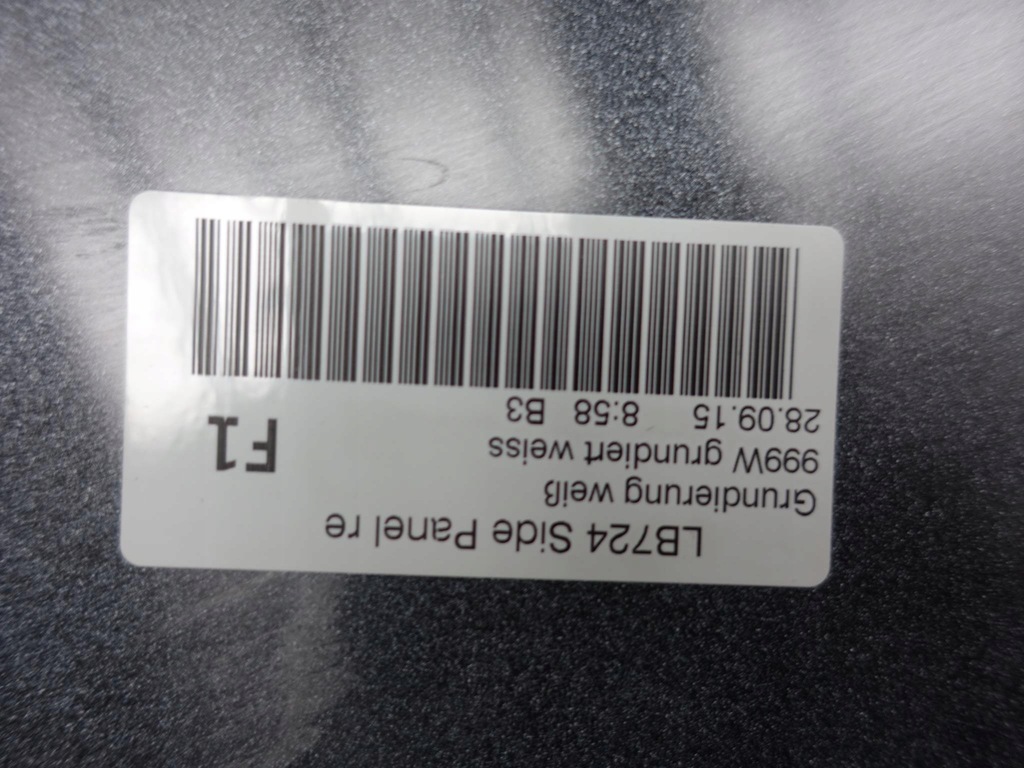 LB724 Side Panel re
Grundierung weiß
999W grundiert weiss
28.09.15 8:58 B3
F1